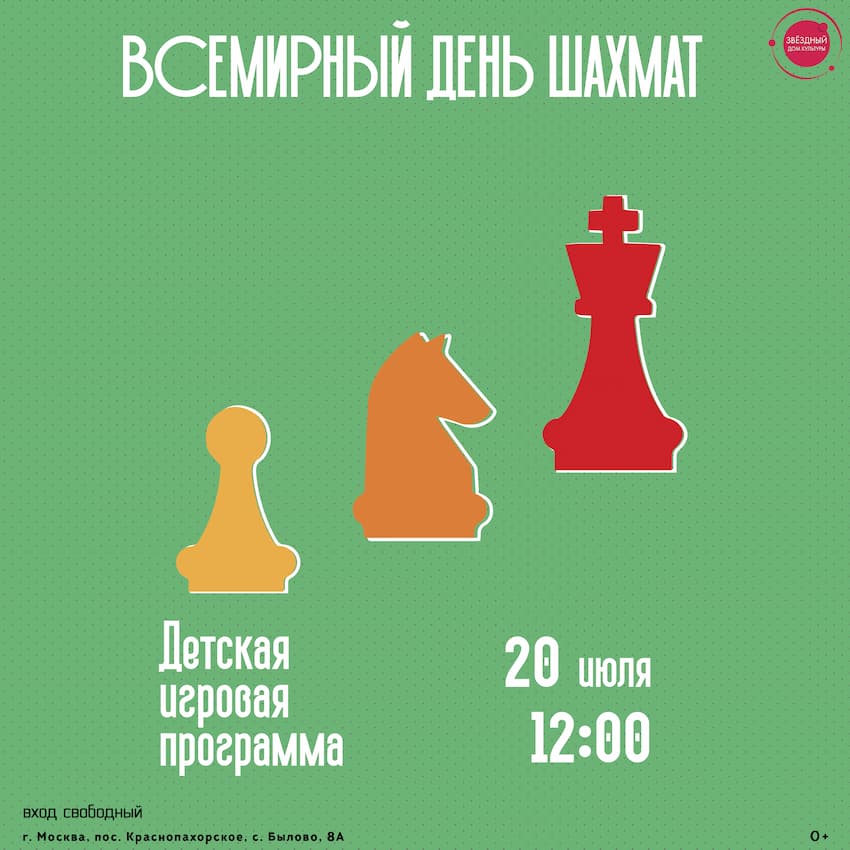 ВСЕМИРНЫЙ ДЕНЬ ШАХМАТ
ЗВЁЗДНЫЙ
ДОМ КУЛЬТУРЫ
Детская
игровая
программа
20 июля
12:00
вход свободный
г. Москва, пос. Краснопахорское, с. Былово, 8А
0+